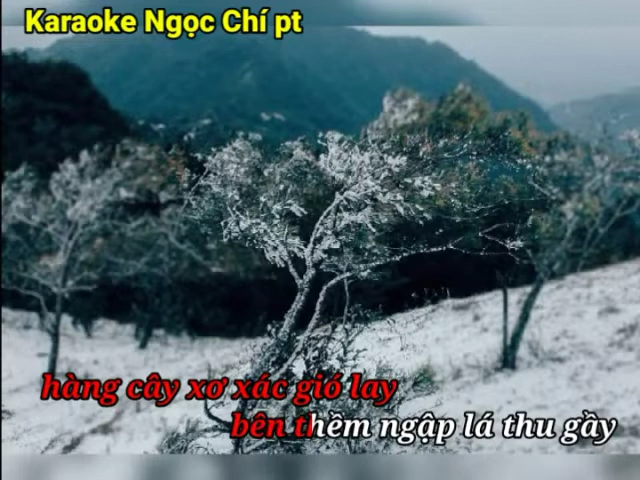 Karaoke Ngọc Chí pt
hàng cây xơ xác gió lay
bên thềm ngập lá thu gầy